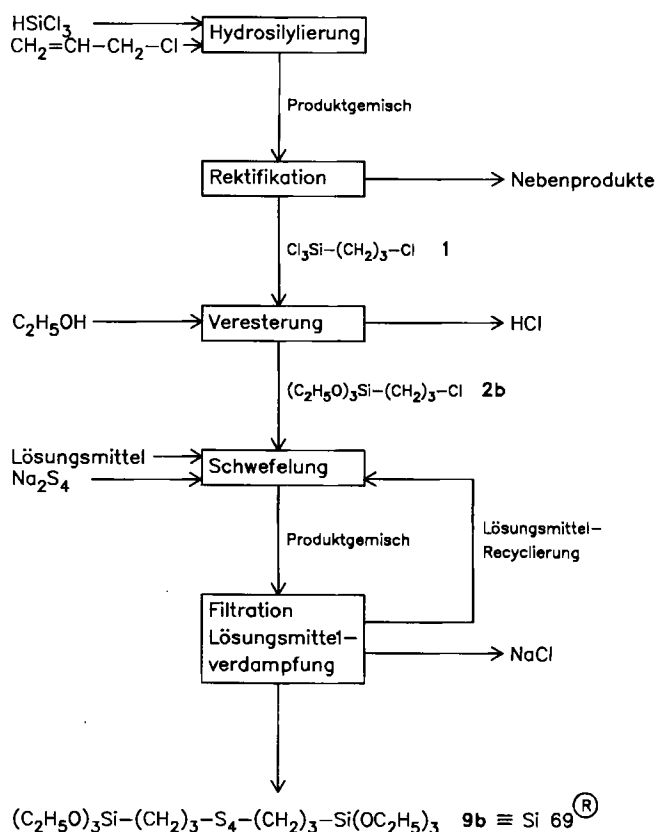 HSiCl₃
CH₂=CH–CH₂–Cl
Hydrosilylierung
Produktgemisch
Rektifikation
Nebenprodukte
Cl₃Si–(CH₂)₃–Cl 1
C₂H₅OH
Veresterung
HCl
(C₂H₅O)₃Si–(CH₂)₃–Cl 2b
Lösungsmittel
Na₂S₄
Schwefelung
Produktgemisch
Lösungsmittel–
Recyclierung
Filtration
Lösungsmittel–
verdampfung
NaCl
(C₂H₅O)₃Si–(CH₂)₃–S₄–(CH₂)₃–Si(OC₂H₅)₃ 9b ≡ Si 69®